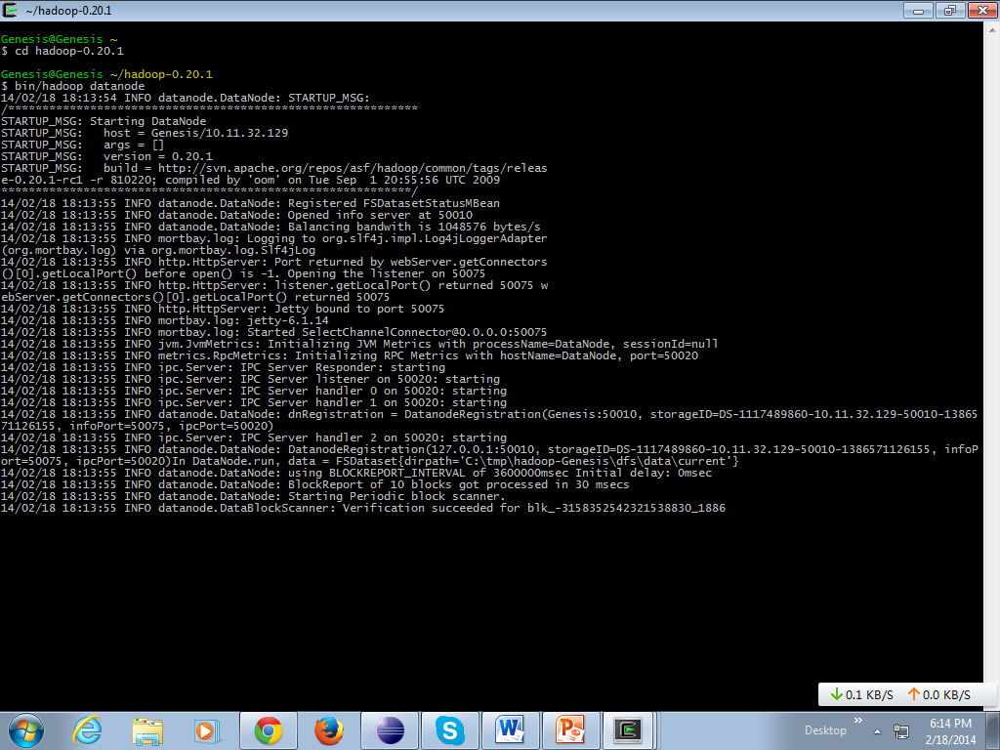 ~/hadoop-0.20.1
Genesis@Genesis ~
$ cd hadoop-0.20.1
Genesis@Genesis ~/hadoop-0.20.1
$ bin/hadoop datanode
14/02/18 18:13:54 INFO datanode.DataNode: STARTUP_MSG:
/************************************************************
STARTUP_MSG: Starting DataNode
STARTUP_MSG:   host = Genesis/10.11.32.129
STARTUP_MSG:   args = []
STARTUP_MSG:   version = 0.20.1
STARTUP_MSG:   build = http://svn.apache.org/repos/asf/hadoop/common/tags/releas
e-0.20.1-rc1 -r 810220; compiled by 'oom' on Tue Sep  1 20:55:56 UTC 2009
************************************************************/
14/02/18 18:13:55 INFO datanode.DataNode: Registered FSDatasetStatusMBean
14/02/18 18:13:55 INFO datanode.DataNode: Opened info server at 50010
14/02/18 18:13:55 INFO datanode.DataNode: Balancing bandwith is 1048576 bytes/s
14/02/18 18:13:55 INFO mortbay.log: Logging to org.slf4j.impl.Log4jLoggerAdapter
(org.mortbay.log) via org.mortbay.log.Slf4jLog
14/02/18 18:13:55 INFO http.HttpServer: Port returned by webServer.getConnectors
()[0].getLocalPort() before open() is -1. Opening the listener on 50075
14/02/18 18:13:55 INFO http.HttpServer: listener.getLocalPort() returned 50075 w
ebServer.getConnectors()[0].getLocalPort() returned 50075
14/02/18 18:13:55 INFO http.HttpServer: Jetty bound to port 50075
14/02/18 18:13:55 INFO mortbay.log: jetty-6.1.14
14/02/18 18:13:55 INFO mortbay.log: Started SelectChannelConnector@0.0.0.0:50075
14/02/18 18:13:55 INFO jvm.JvmMetrics: Initializing JVM Metrics with processName=DataNode, sessionId=null
14/02/18 18:13:55 INFO metrics.RpcMetrics: Initializing RPC Metrics with hostName=DataNode, port=50020
14/02/18 18:13:55 INFO ipc.Server: IPC Server Responder: starting
14/02/18 18:13:55 INFO ipc.Server: IPC Server listener on 50020: starting
14/02/18 18:13:55 INFO ipc.Server: IPC Server handler 0 on 50020: starting
14/02/18 18:13:55 INFO ipc.Server: IPC Server handler 1 on 50020: starting
14/02/18 18:13:55 INFO datanode.DataNode: dnRegistration = DatanodeRegistration(Genesis:50010, storageID=DS-1117489860-10.11.32.129-50010-13865
71126155, infoPort=50075, ipcPort=50020)
14/02/18 18:13:55 INFO ipc.Server: IPC Server handler 2 on 50020: starting
14/02/18 18:13:55 INFO datanode.DataNode: DatanodeRegistration(127.0.0.1:50010, storageID=DS-1117489860-10.11.32.129-50010-1386571126155, infoP
ort=50075, ipcPort=50020)In DataNode.run, data = FSDataset{dirpath='C:\tmp\hadoop-Genesis\dfs\data\current'}
14/02/18 18:13:55 INFO datanode.DataNode: using BLOCKREPORT_INTERVAL of 3600000msec Initial delay: 0msec
14/02/18 18:13:55 INFO datanode.DataNode: BlockReport of 10 blocks got processed in 30 msecs
14/02/18 18:13:55 INFO datanode.DataNode: Starting Periodic block scanner.
14/02/18 18:13:55 INFO datanode.DataBlockScanner: Verification succeeded for blk_-3158352542321538830_1886
0.1 KB/S 0.0 KB/S
Desktop
6:14 PM
2/18/2014